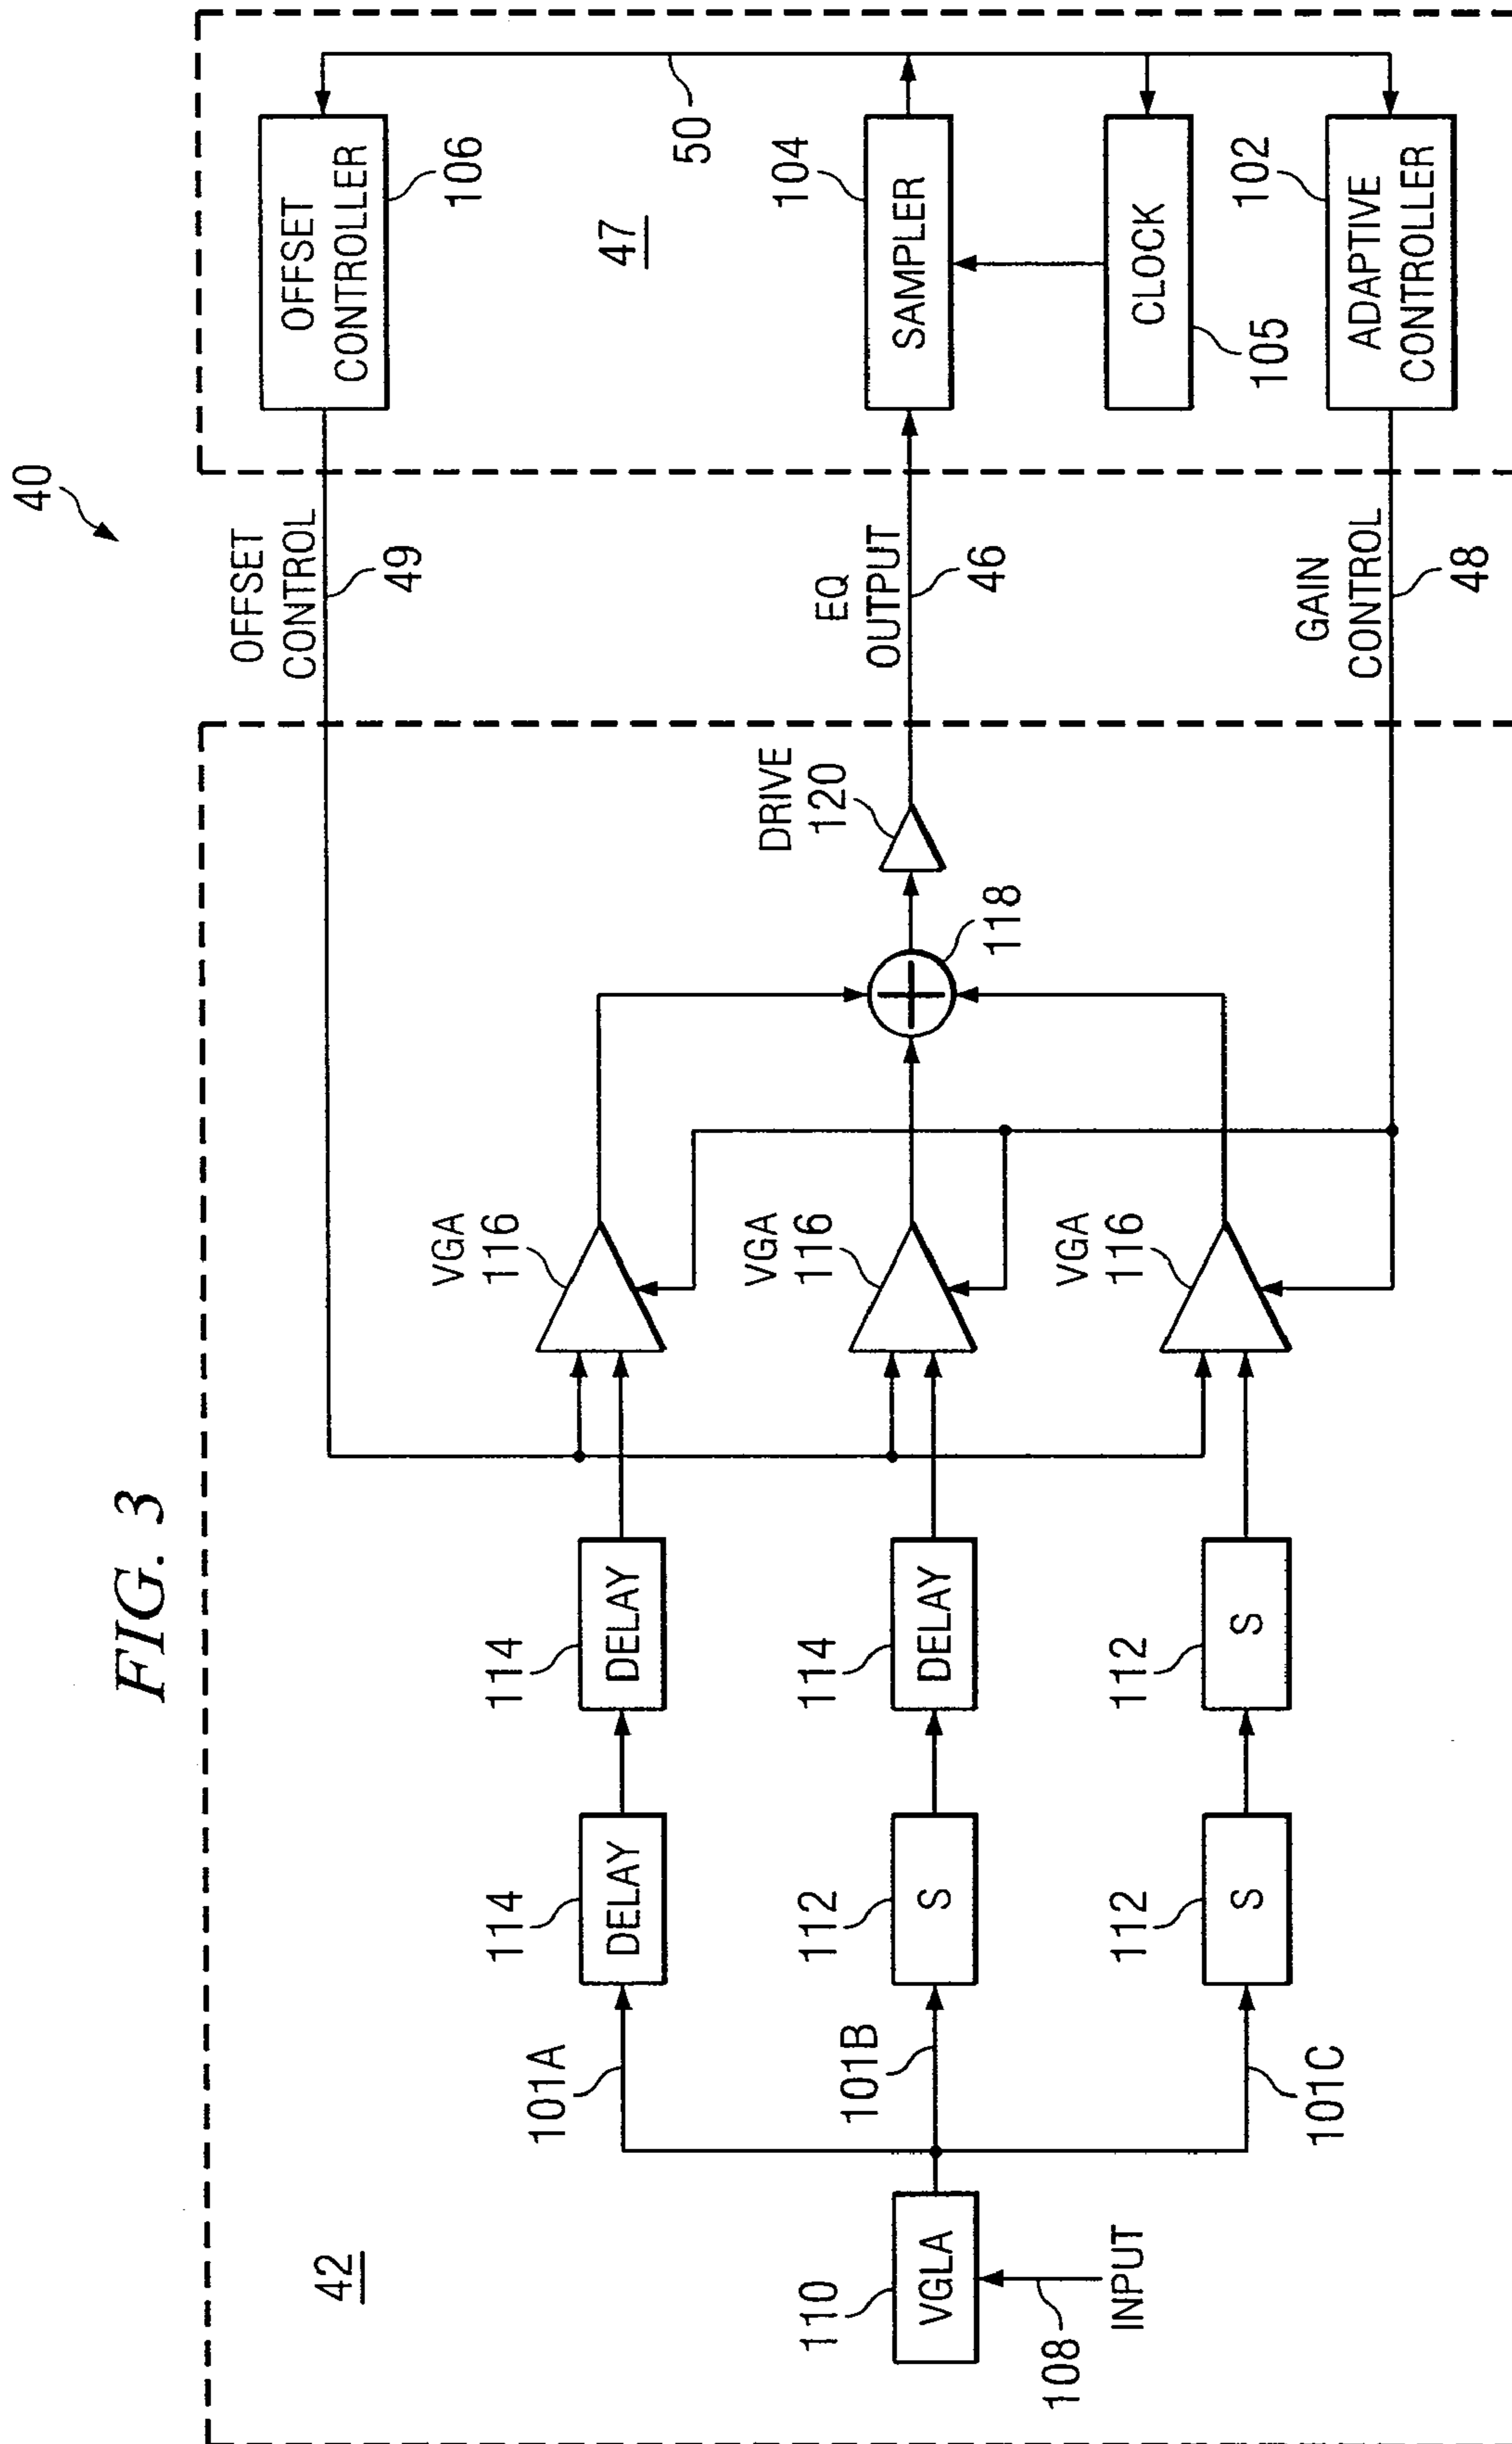 FIG. 3
40
42
47
OFFSET
CONTROLLER
106
50
OFFSET
CONTROL
49
SAMPLER
104
CLOCK
105
ADAPTIVE
CONTROLLER
102
EQ
OUTPUT
46
GAIN
CONTROL
48
DRIVE
120
118
VGA
116
VGA
116
VGA
116
114
DELAY
114
DELAY
112
S
114
DELAY
112
S
112
S
101A
101B
101C
110
VGLA
108
INPUT